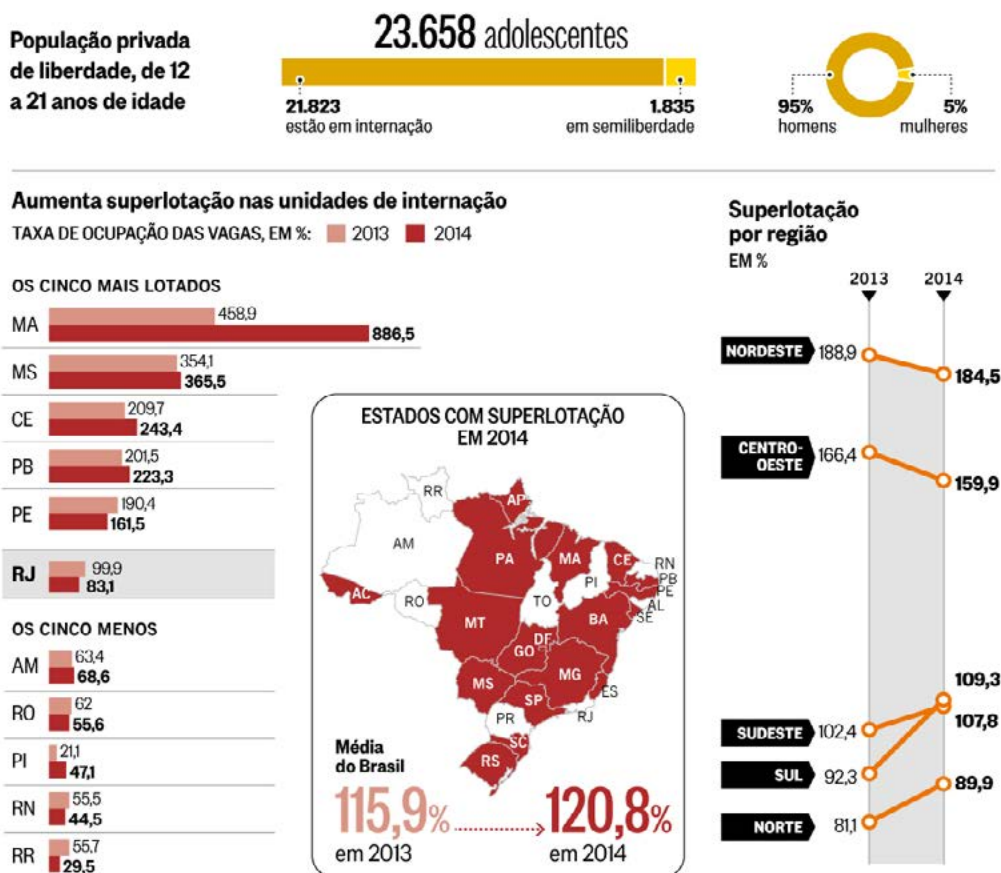 População privada
de liberdade, de 12
a 21 anos de idade
23.658 adolescentes
21.823
estão em internação
1.835
em semiliberdade
95%
homens
5%
mulheres
Aumenta superlotação nas unidades de internação
TAXA DE OCUPAÇÃO DAS VAGAS, EM %: 2013 2014
OS CINCO MAIS LOTADOS
MA 458,9
886,5
MS 354,1
365,5
CE 209,7
243,4
PB 201,5
223,3
PE 190,4
161,5
RJ 99,9
83,1
OS CINCO MENOS
AM 63,4
68,6
RO 62
55,6
PI 21,1
47,1
RN 55,5
44,5
RR 55,7
29,5
ESTADOS COM SUPERLOTAÇÃO
EM 2014
RR
AP
AM
PA
MA
CE
RN
PB
PE
AL
SE
PI
AC
RO
TO
BA
MT
DF
GO
MG
ES
MS
SP
RJ
PR
SC
RS
Média
do Brasil
115,9% 120,8%
em 2013 em 2014
Superlotação
por região
EM %
2013 2014
NORDESTE 188,9 184,5
CENTRO-
OESTE 166,4 159,9
SUDESTE 102,4
109,3
107,8
SUL 92,3
NORTE 81,1 89,9